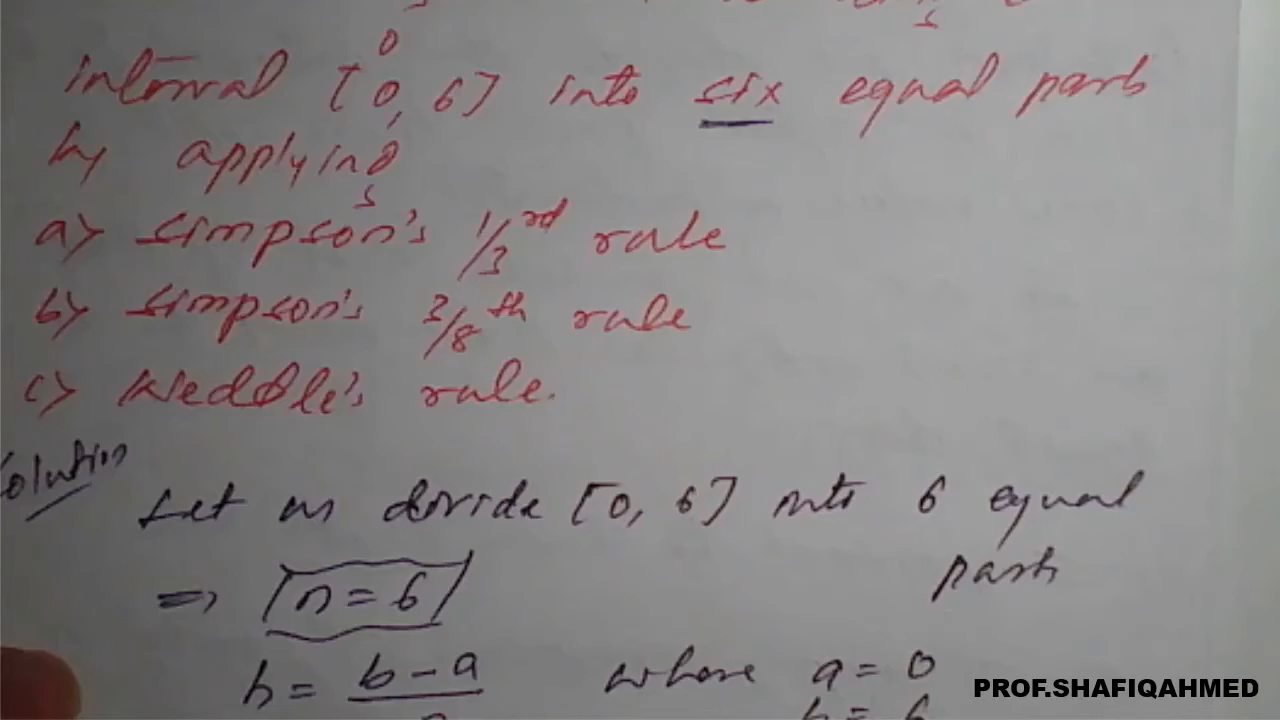 interval [0, 6] into six equal parts
by applying
a) Simpson's 1/3rd rule
b) Simpson's 3/8th rule
c) Weddle's rule.
Solution
Let us divide [0, 6] into 6 equal
parts
⇒ n = 6
h = b - a where a = 0
b = 6
PROF.SHAFIQAHMED